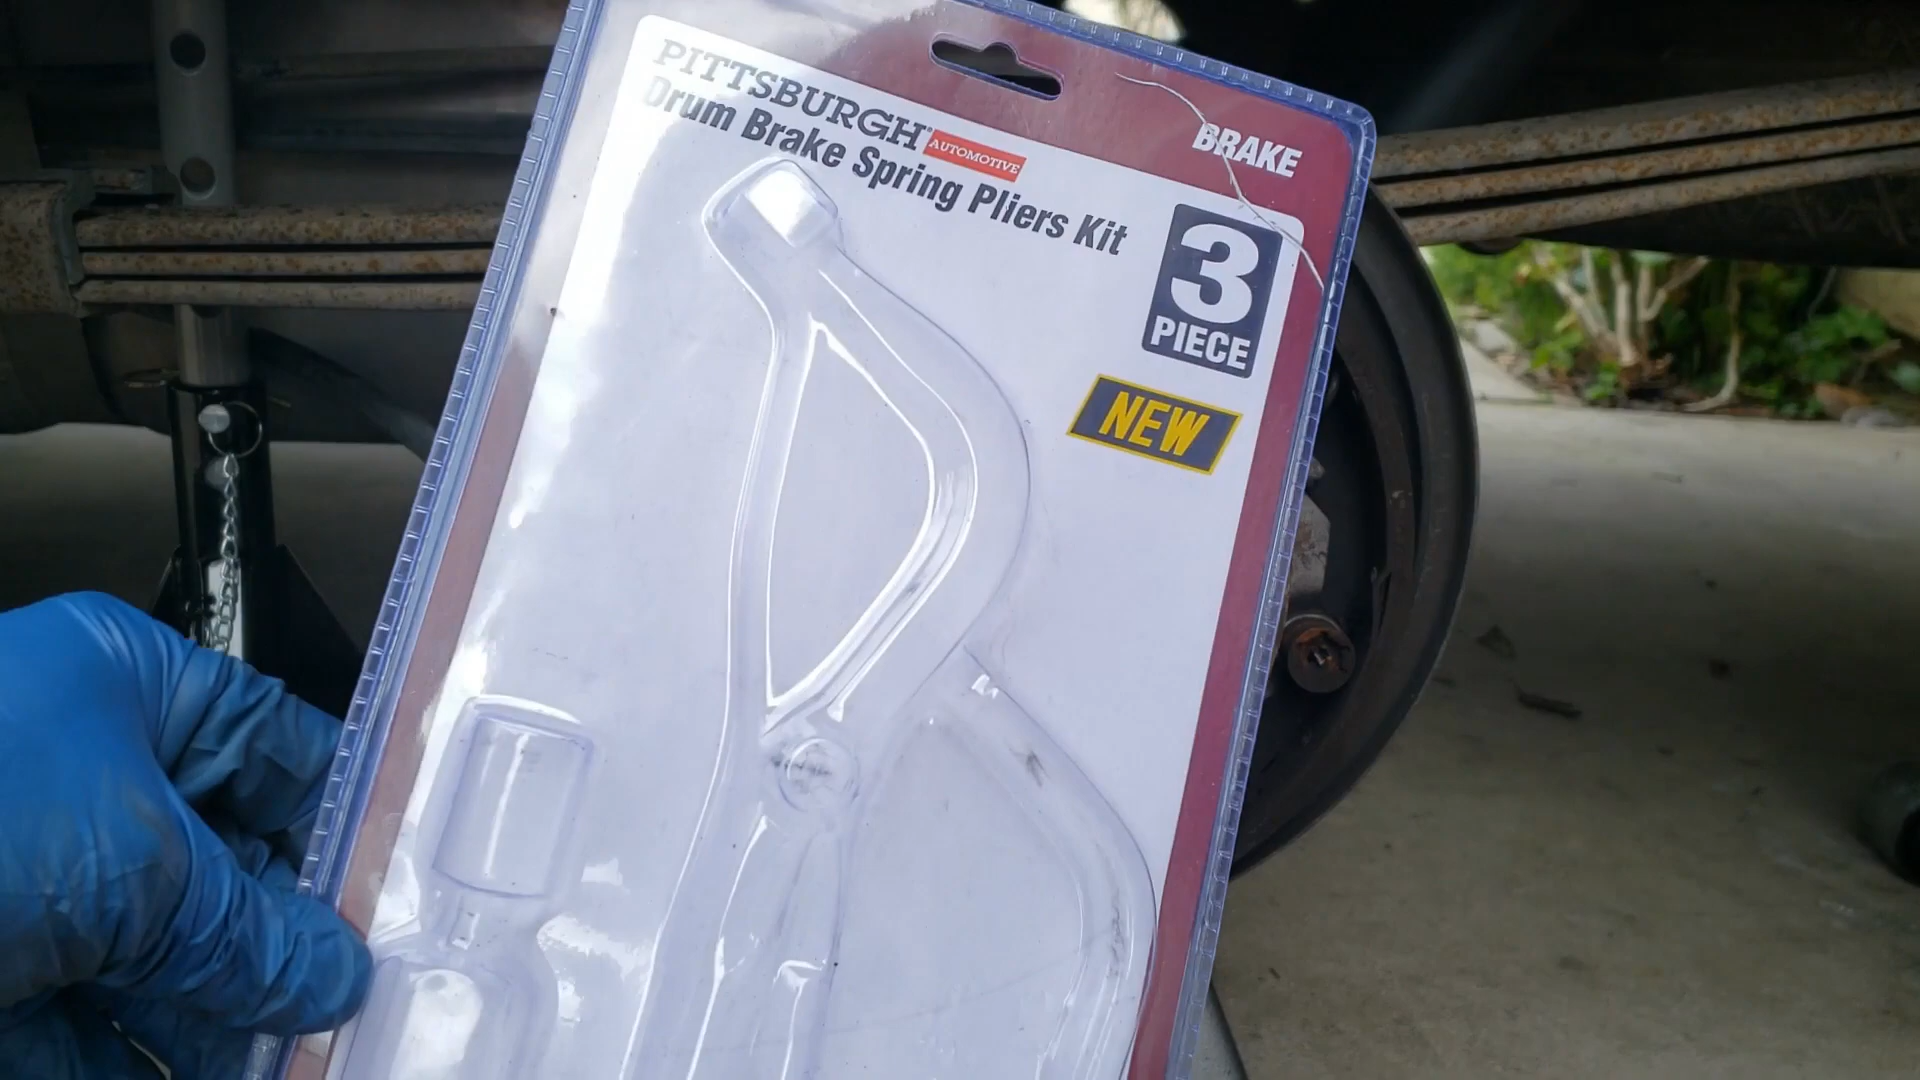 PITTSBURGH AUTOMOTIVE
Drum Brake Spring Pliers Kit
BRAKE
3
PIECE
NEW